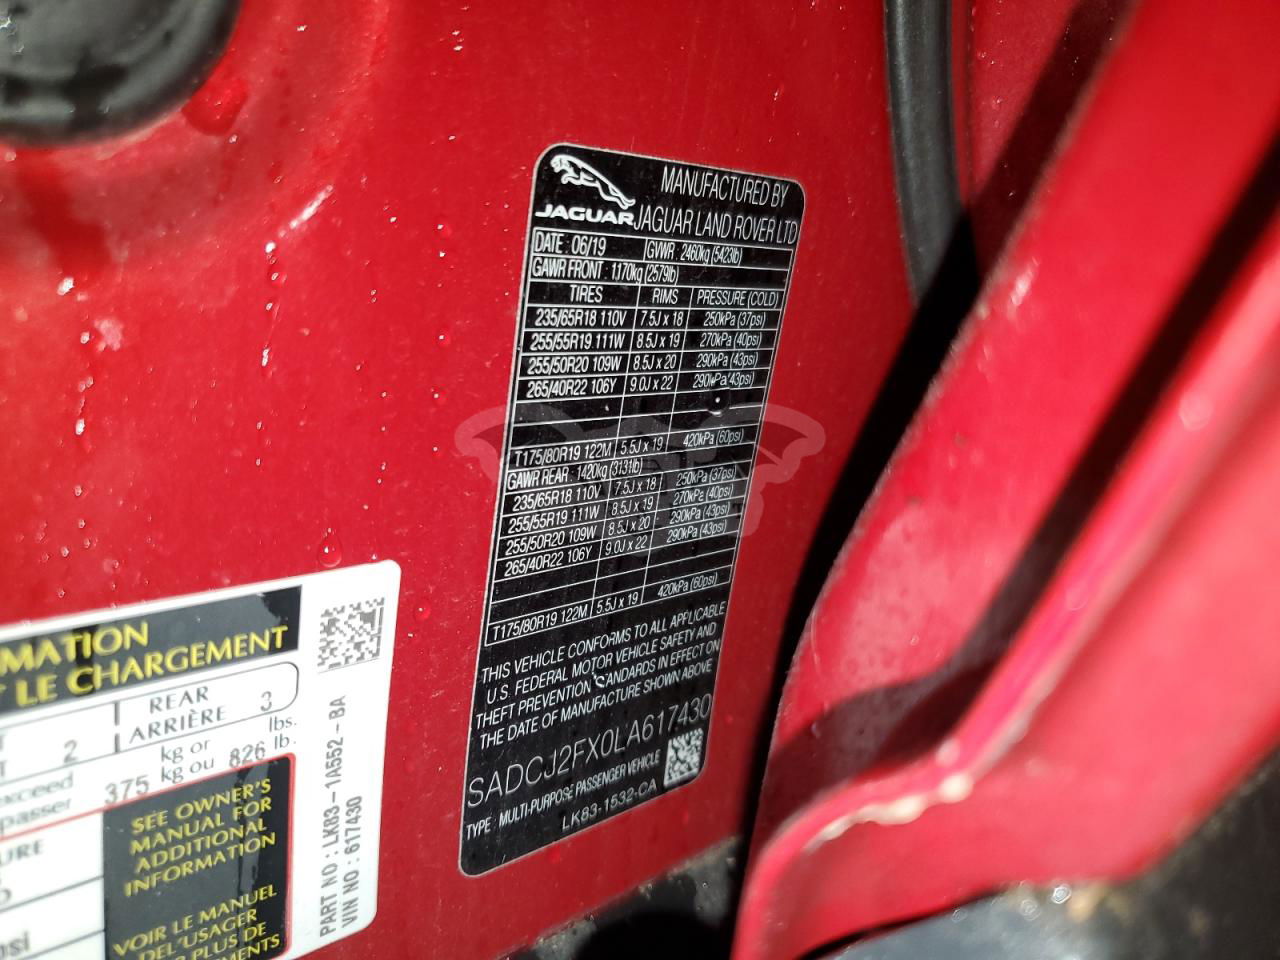 JAGUAR
MANUFACTURED BY
JAGUAR LAND ROVER LTD
DATE : 06/19 GVWR : 2460kg (5423lb)
GAWR FRONT : 1170kg (2579lb)
TIRES RIMS PRESSURE (COLD)
235/65R18 110V 7.5J x 18 250kPa (37psi)
255/55R19 111W 8.5J x 19 270kPa (40psi)
255/50R20 109W 8.5J x 20 290kPa (43psi)
265/40R22 106Y 9.0J x 22 290kPa (43psi)
T175/80R19 122M 5.5J x 19 420kPa (60psi)
GAWR REAR : 1420kg (3131lb)
235/65R18 110V 7.5J x 18 250kPa (37psi)
255/55R19 111W 8.5J x 19 270kPa (40psi)
255/50R20 109W 8.5J x 20 290kPa (43psi)
265/40R22 106Y 9.0J x 22 290kPa (43psi)
T175/80R19 122M 5.5J x 19 420kPa (60psi)
THIS VEHICLE CONFORMS TO ALL APPLICABLE
U.S. FEDERAL MOTOR VEHICLE SAFETY AND
THEFT PREVENTION STANDARDS IN EFFECT ON
THE DATE OF MANUFACTURE SHOWN ABOVE
SADCJ2FX0LA617430
TYPE : MULTI-PURPOSE PASSENGER VEHICLE
LK83-1532-CA
MATION
LE CHARGEMENT
2 REAR
ARRIÈRE 3
exceed 375 kg or 826 lbs.
passer kg ou lb.
SEE OWNER'S
MANUAL FOR
ADDITIONAL
INFORMATION
VOIR LE MANUEL
DE L'USAGER
PLUS DE
MENTS
URE
psi
PART NO : LK83-1A552-BA
VIN NO : 617430